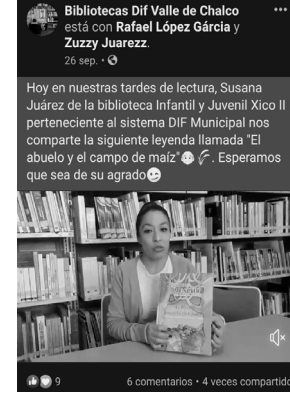 Bibliotecas Dif Valle de Chalco
está con Rafael López Gárcia y
Zuzzy Juarezz.
26 sep. •
Hoy en nuestras tardes de lectura, Susana
Juárez de la biblioteca Infantil y Juvenil Xico II
perteneciente al sistema DIF Municipal nos
comparte la siguiente leyenda llamada "El
abuelo y el campo de maíz" . Esperamos
que sea de su agrado
9
6 comentarios • 4 veces compartido